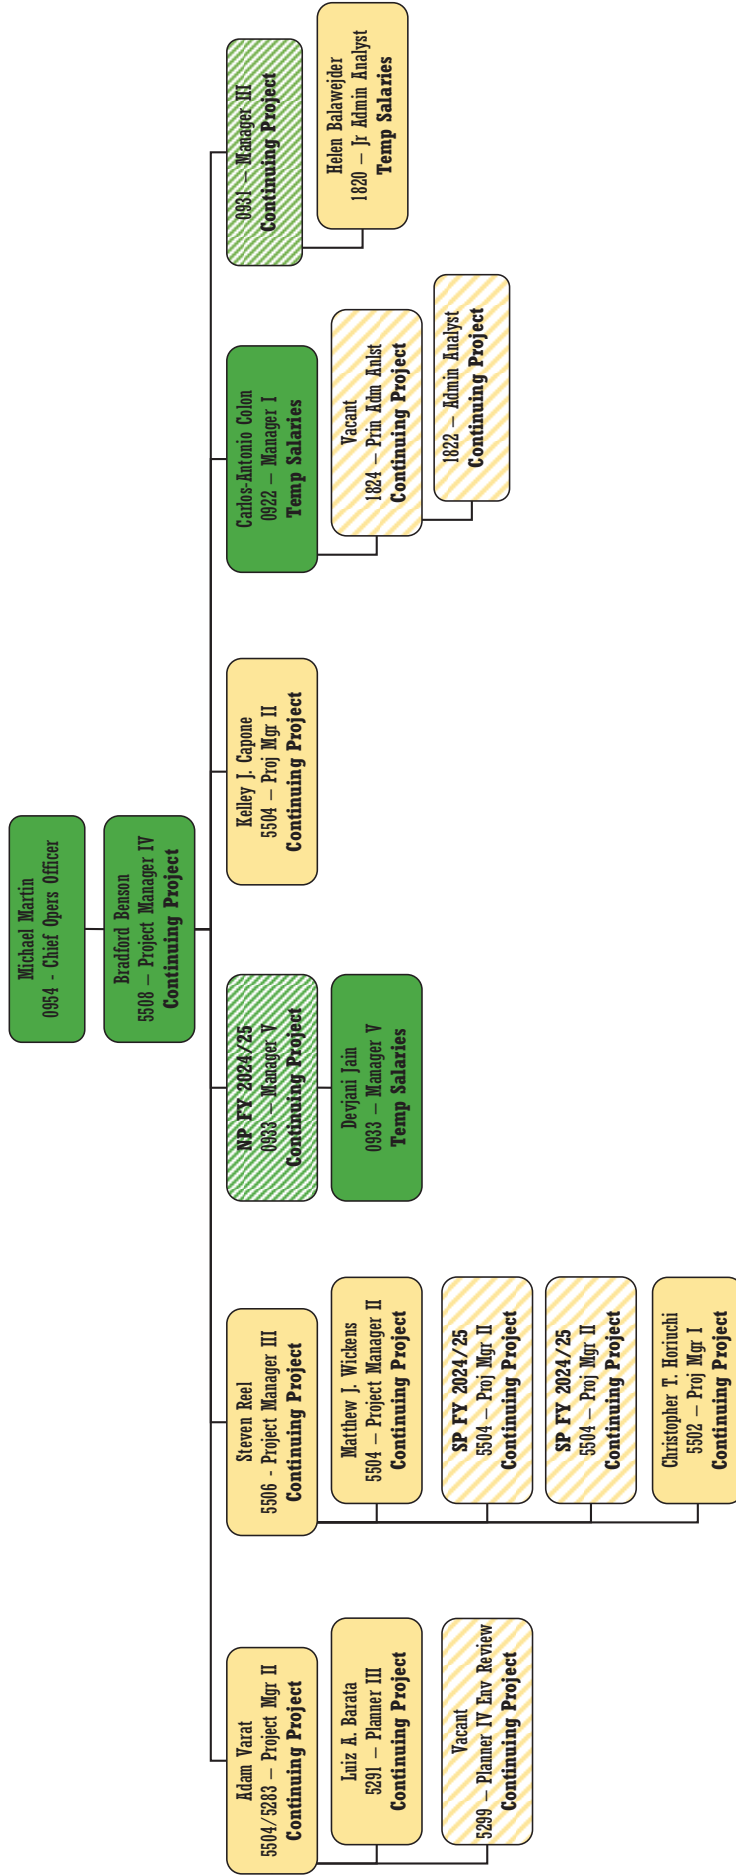 Michael Martin
0954 - Chief Opers Officer
Bradford Benson
5508 – Project Manager IV
Continuing Project
Adam Varat
5504/5283 – Project Mgr II
Continuing Project
Luiz A. Barata
5291 – Planner III
Continuing Project
Vacant
5299 – Planner IV Env Review
Continuing Project
Steven Reel
5506 - Project Manager III
Continuing Project
Matthew J. Wickens
5504 – Project Manager II
Continuing Project
SP FY 2024/25
5504 – Proj Mgr II
Continuing Project
SP FY 2024/25
5504 – Proj Mgr II
Continuing Project
Christopher T. Horiuchi
5502 – Proj Mgr I
Continuing Project
NP FY 2024/25
0933 – Manager V
Continuing Project
Devjani Jain
0933 – Manager V
Temp Salaries
Kelley J. Capone
5504 – Proj Mgr II
Continuing Project
Carlos-Antonio Colon
0922 – Manager I
Temp Salaries
Vacant
1824 – Prin Adm Anlst
Continuing Project
1822 – Admin Analyst
Continuing Project
0931 – Manager III
Continuing Project
Helen Balawejder
1820 – Jr Admin Analyst
Temp Salaries